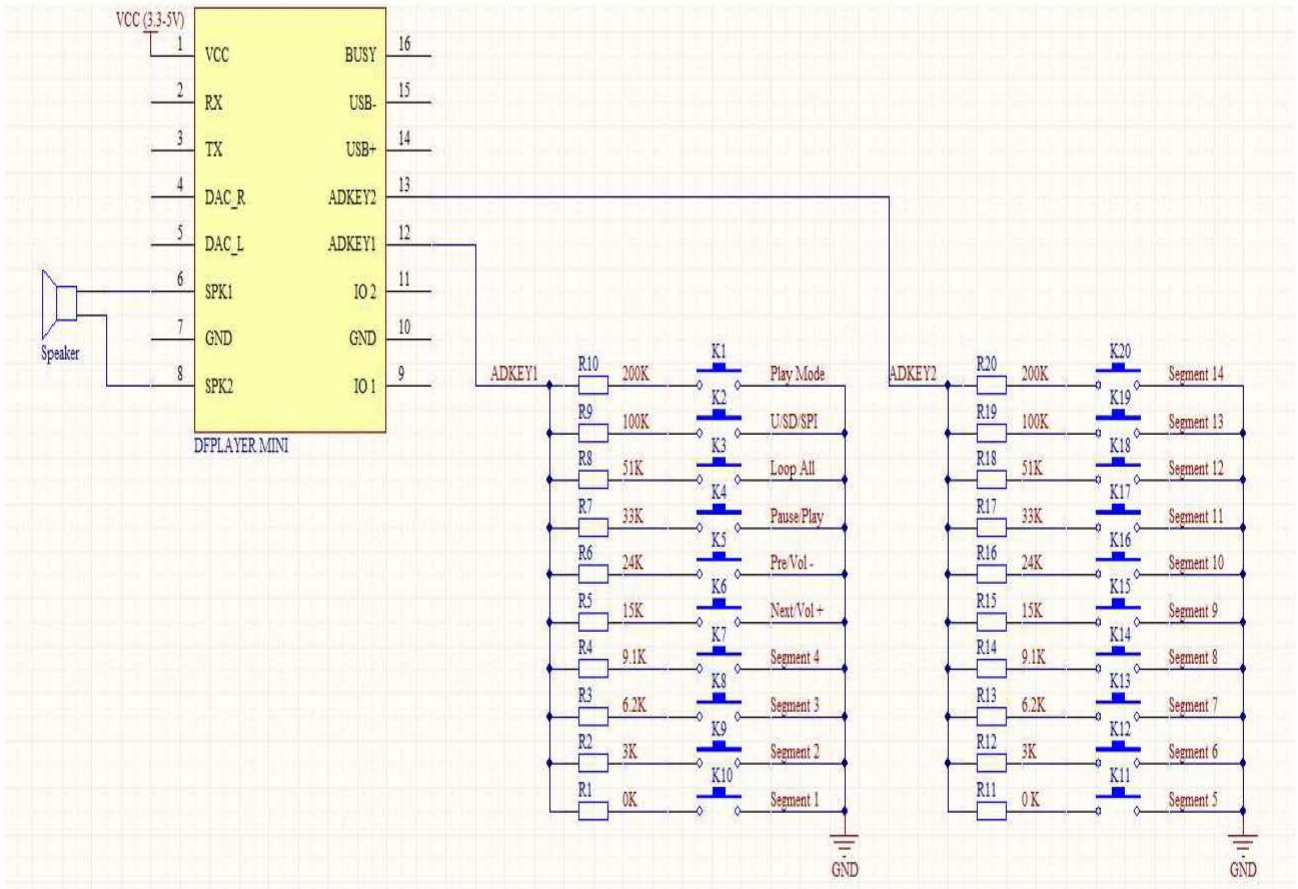 VCC (3.3-5V)
1 VCC BUSY 16
2 RX USB- 15
3 TX USB+ 14
4 DAC_R ADKEY2 13
5 DAC_L ADKEY1 12
6 SPK1 IO 2 11
7 GND GND 10
8 SPK2 IO 1 9
Speaker
DFPLAYER MINI
ADKEY1
R10 200K K1 Play Mode
R9 100K K2 U/SD/SPI
R8 51K K3 Loop All
R7 33K K4 Pause/Play
R6 24K K5 Pre/Vol -
R5 15K K6 Next/Vol +
R4 9.1K K7 Segment 4
R3 6.2K K8 Segment 3
R2 3K K9 Segment 2
R1 0K K10 Segment 1
GND
ADKEY2
R20 200K K20 Segment 14
R19 100K K19 Segment 13
R18 51K K18 Segment 12
R17 33K K17 Segment 11
R16 24K K16 Segment 10
R15 15K K15 Segment 9
R14 9.1K K14 Segment 8
R13 6.2K K13 Segment 7
R12 3K K12 Segment 6
R11 0 K K11 Segment 5
GND